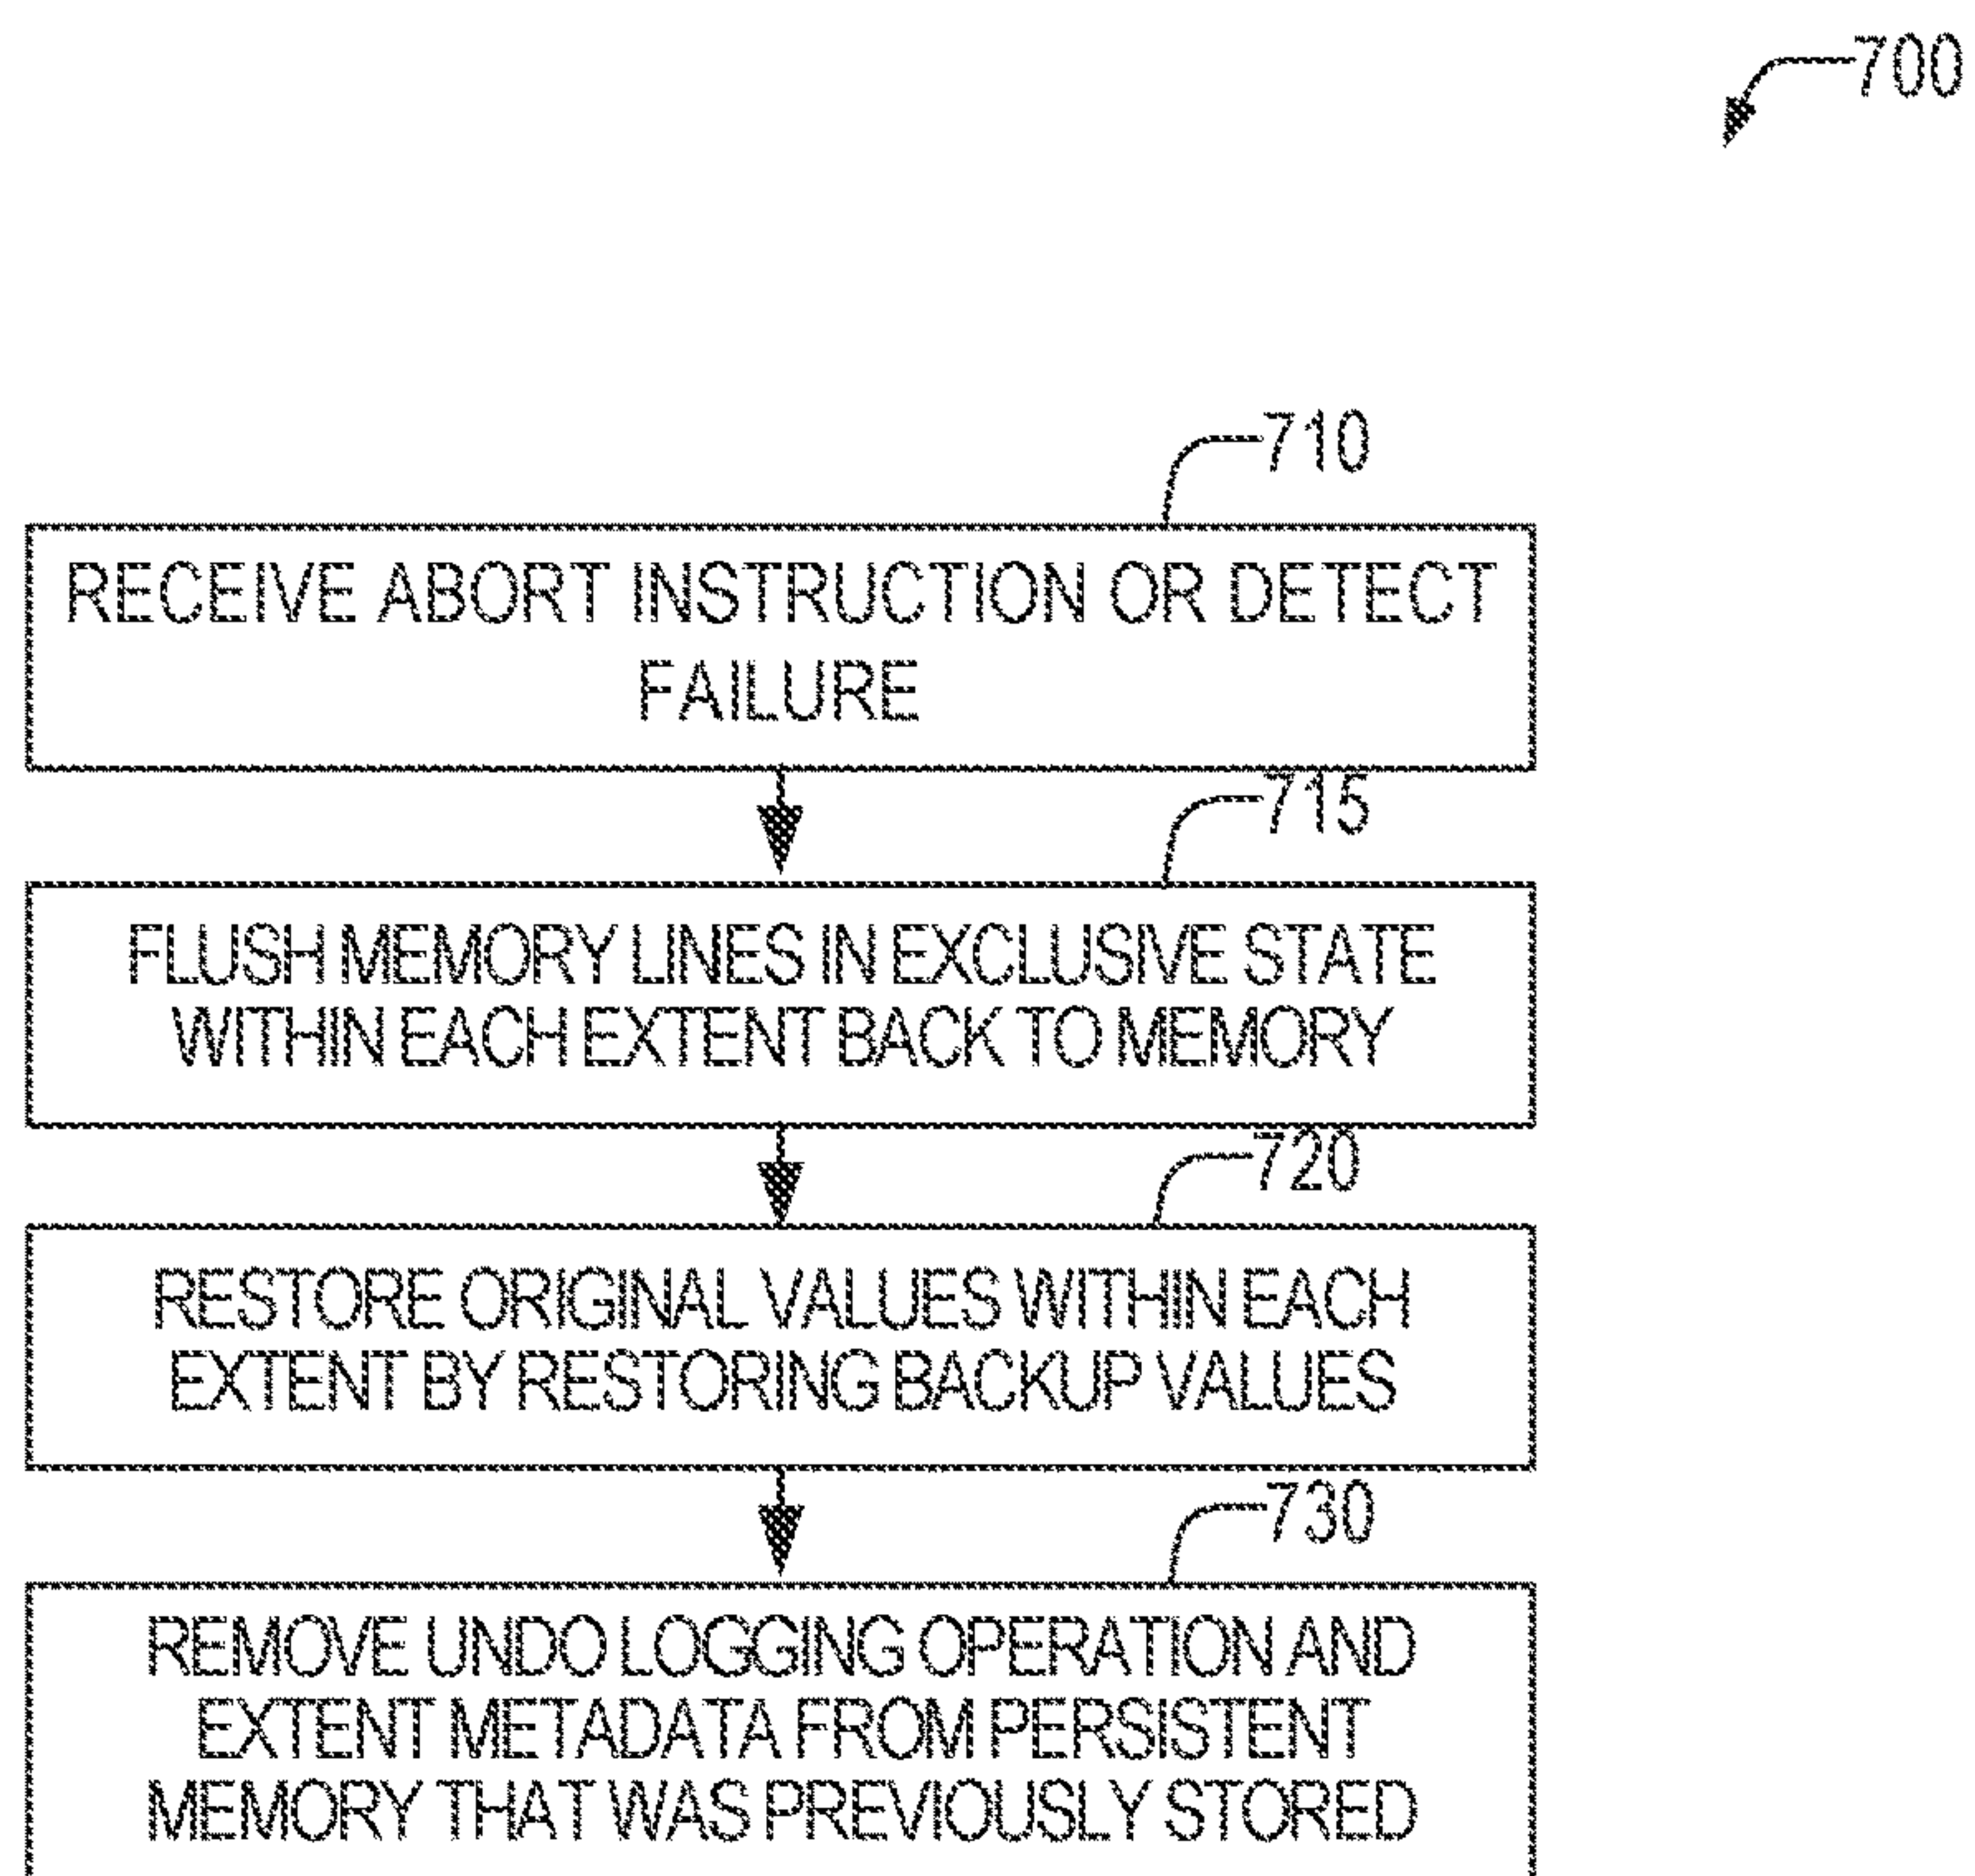 700
710
RECEIVE ABORT INSTRUCTION OR DETECT
FAILURE
715
FLUSH MEMORY LINES IN EXCLUSIVE STATE
WITHIN EACH EXTENT BACK TO MEMORY
720
RESTORE ORIGINAL VALUES WITHIN EACH
EXTENT BY RESTORING BACKUP VALUES
730
REMOVE UNDO LOGGING OPERATION AND
EXTENT METADATA FROM PERSISTENT
MEMORY THAT WAS PREVIOUSLY STORED